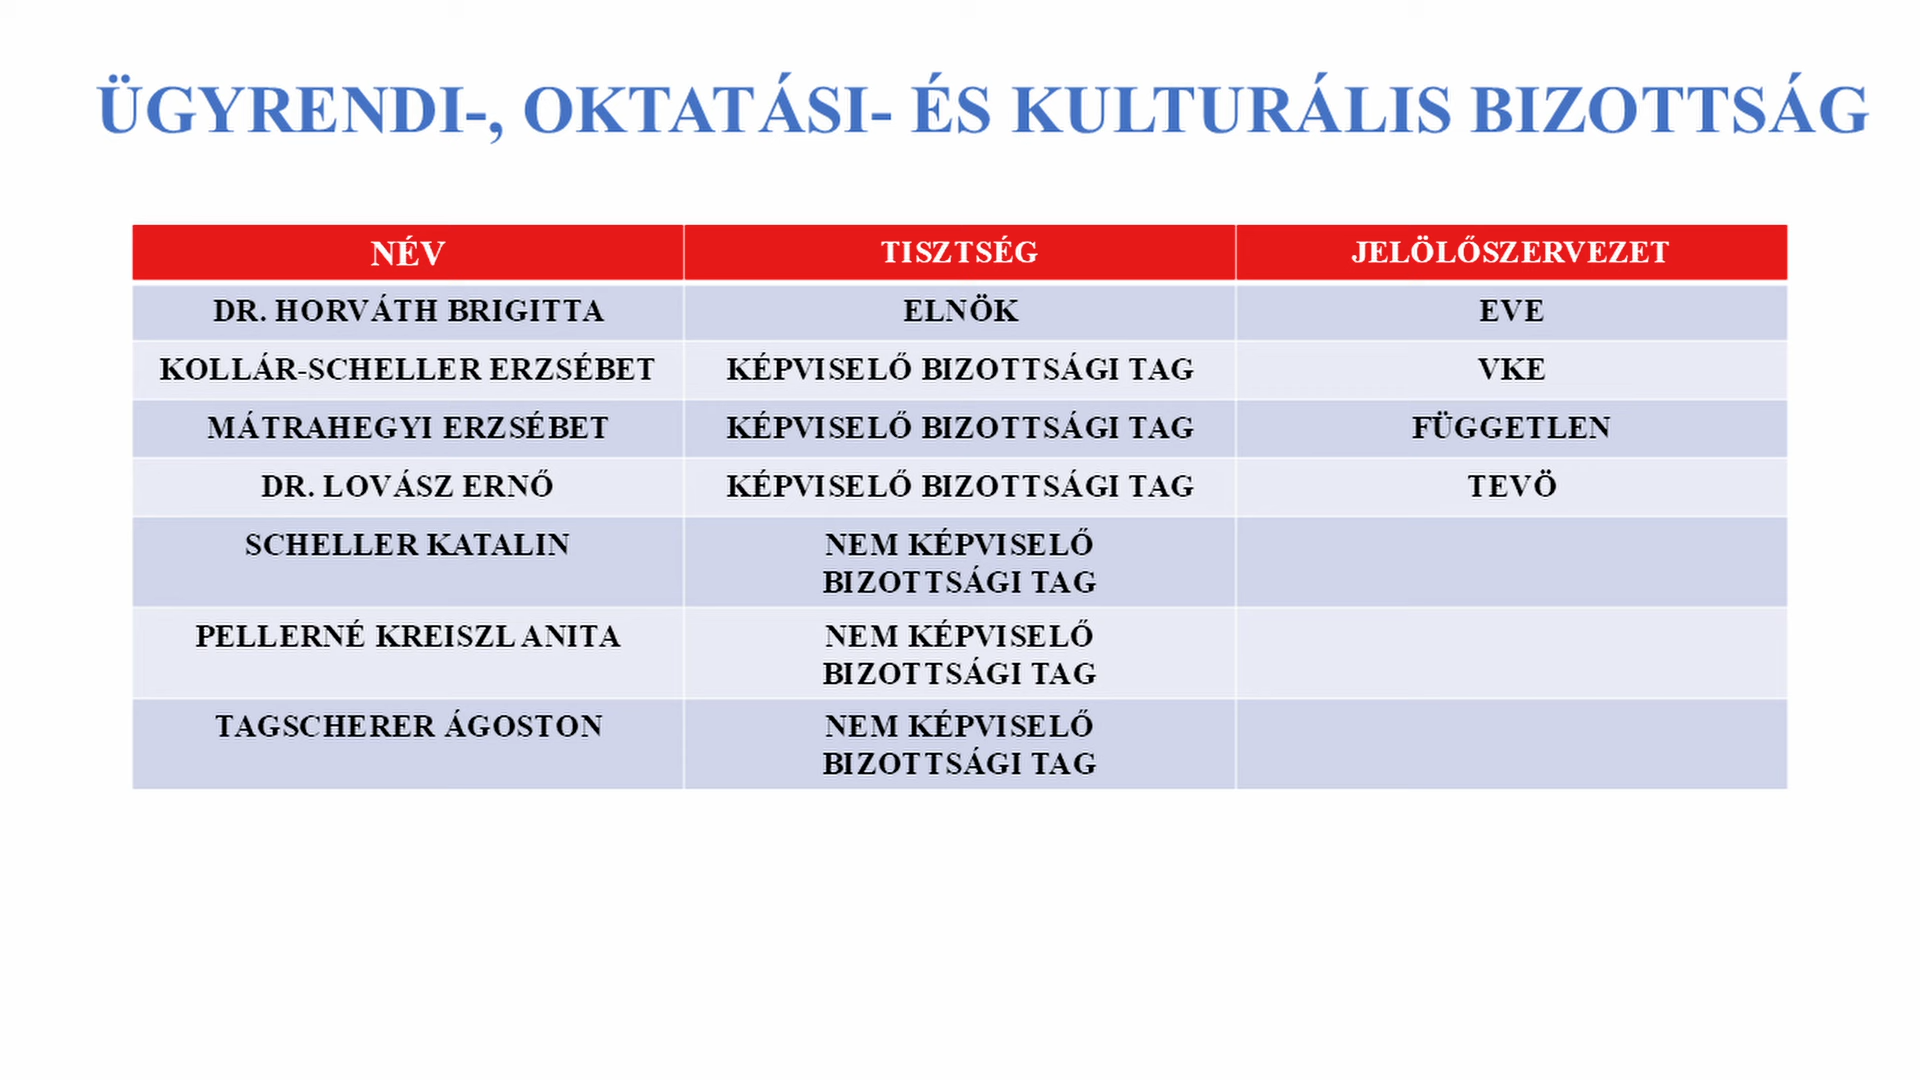 ÜGYRENDI-, OKTATÁSI- ÉS KULTURÁLIS BIZOTTSÁG
NÉV TISZTSÉG JELÖLŐSZERVEZET
DR. HORVÁTH BRIGITTA ELNÖK EVE
KOLLÁR-SCHELLER ERZSÉBET KÉPVISELŐ BIZOTTSÁGI TAG VKE
MÁTRAHEGYI ERZSÉBET KÉPVISELŐ BIZOTTSÁGI TAG FÜGGETLEN
DR. LOVÁSZ ERNŐ KÉPVISELŐ BIZOTTSÁGI TAG TEVÖ
SCHELLER KATALIN NEM KÉPVISELŐ
BIZOTTSÁGI TAG
PELLERNÉ KREISZL ANITA NEM KÉPVISELŐ
BIZOTTSÁGI TAG
TAGSCHERER ÁGOSTON NEM KÉPVISELŐ
BIZOTTSÁGI TAG